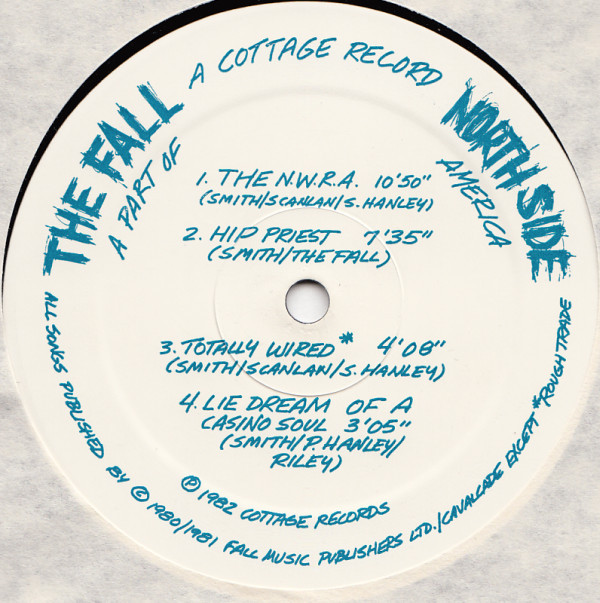 A COTTAGE RECORD
THE FALL
A PART OF
AMERICA
NORTH SIDE
1. THE N.W.R.A. 10'50"
(SMITH/SCANLAN/S. HANLEY)
2. HIP PRIEST 7'35"
(SMITH/THE FALL)
3. TOTALLY WIRED * 4'08"
(SMITH/SCANLAN/S. HANLEY)
4. LIE DREAM OF A
CASINO SOUL 3'05"
(SMITH/P. HANLEY/
RILEY)
Ⓟ 1982 COTTAGE RECORDS
ALL SONGS PUBLISHED BY © 1980/1981 FALL MUSIC PUBLISHERS LTD./CAVALCADE EXCEPT *ROUGH TRADE